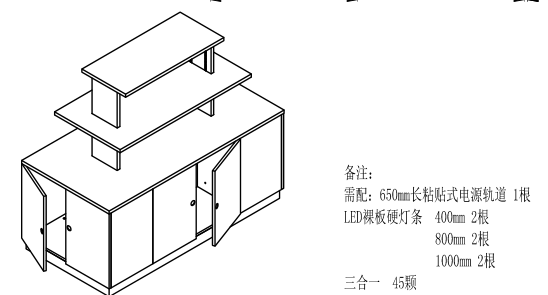 备注:
需配: 650mm长粘贴式电源轨道 1根
LED裸板硬灯条 400mm 2根
800mm 2根
1000mm 2根
三合一 45颗